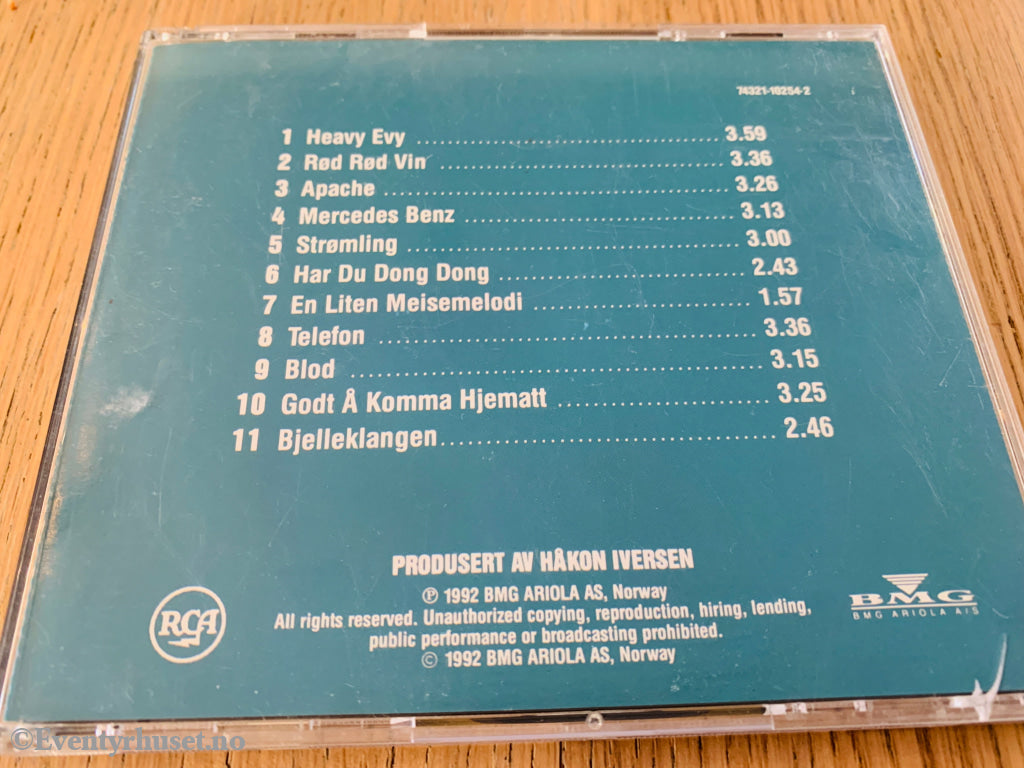 74321-10254-2
1 Heavy Evy 3.59
2 Rød Rød Vin 3.36
3 Apache 3.26
4 Mercedes Benz 3.13
5 Strømling 3.00
6 Har Du Dong Dong 2.43
7 En Liten Meisemelodi 1.57
8 Telefon 3.36
9 Blod 3.15
10 Godt Å Komma Hjematt 3.25
11 Bjelleklangen 2.46
PRODUSERT AV HÅKON IVERSEN
℗ 1992 BMG ARIOLA AS, Norway
All rights reserved. Unauthorized copying, reproduction, hiring, lending,
public performance or broadcasting prohibited.
© 1992 BMG ARIOLA AS, Norway
RCA
BMG
BMG ARIOLA A/S
©Eventyrhuset.no